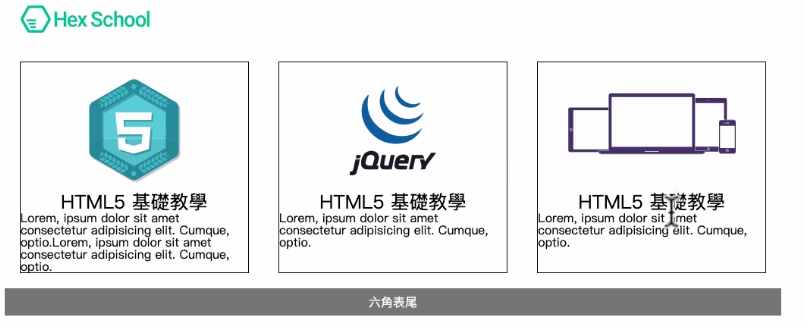 Hex School
5
jQuery
HTML5 基礎教學
Lorem, ipsum dolor sit amet
consectetur adipisicing elit. Cumque,
optio.Lorem, ipsum dolor sit amet
consectetur adipisicing elit. Cumque,
optio.
HTML5 基礎教學
Lorem, ipsum dolor sit amet
consectetur adipisicing elit. Cumque,
optio.
HTML5 基礎教學
Lorem, ipsum dolor sit amet
consectetur adipisicing elit. Cumque,
optio.
六角表尾